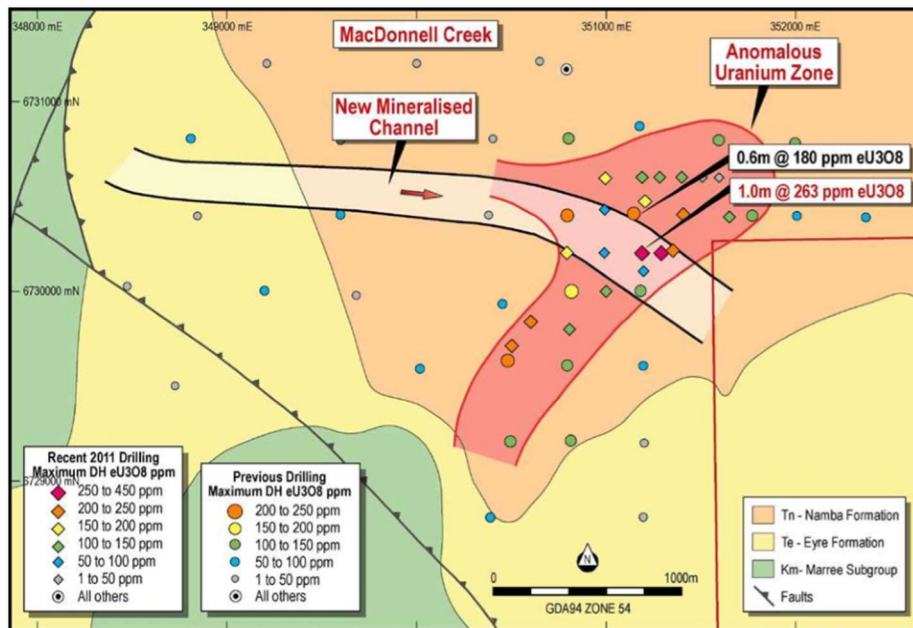 348000 mE
349000 mE
351000 mE
352000 mE
MacDonnell Creek
Anomalous
Uranium Zone
6731000 mN
New Mineralised
Channel
0.6m @ 180 ppm eU3O8
1.0m @ 263 ppm eU3O8
6730000 mN
6729000 mN
Recent 2011 Drilling
Maximum DH eU3O8 ppm
250 to 450 ppm
200 to 250 ppm
150 to 200 ppm
100 to 150 ppm
50 to 100 ppm
1 to 50 ppm
All others
Previous Drilling
Maximum DH eU3O8 ppm
200 to 250 ppm
150 to 200 ppm
100 to 150 ppm
50 to 100 ppm
1 to 50 ppm
All others
N
0
1000m
GDA94 ZONE 54
Tn - Namba Formation
Te - Eyre Formation
Km- Marree Subgroup
Faults